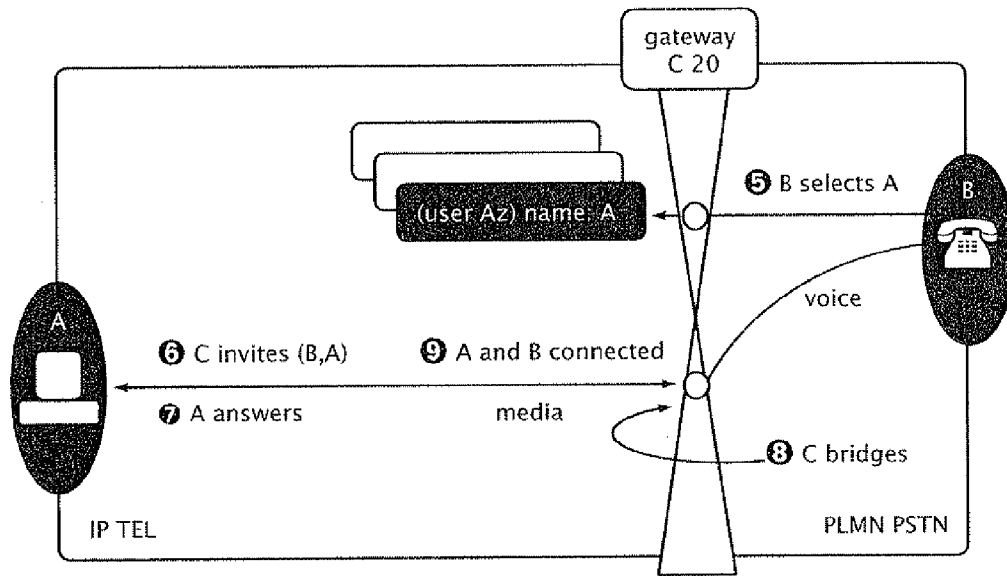 gateway
C 20
❺ B selects A
B
(user Az) name: A
voice
A
❻ C invites (B,A)
❾ A and B connected
❼ A answers
media
❽ C bridges
IP TEL
PLMN PSTN